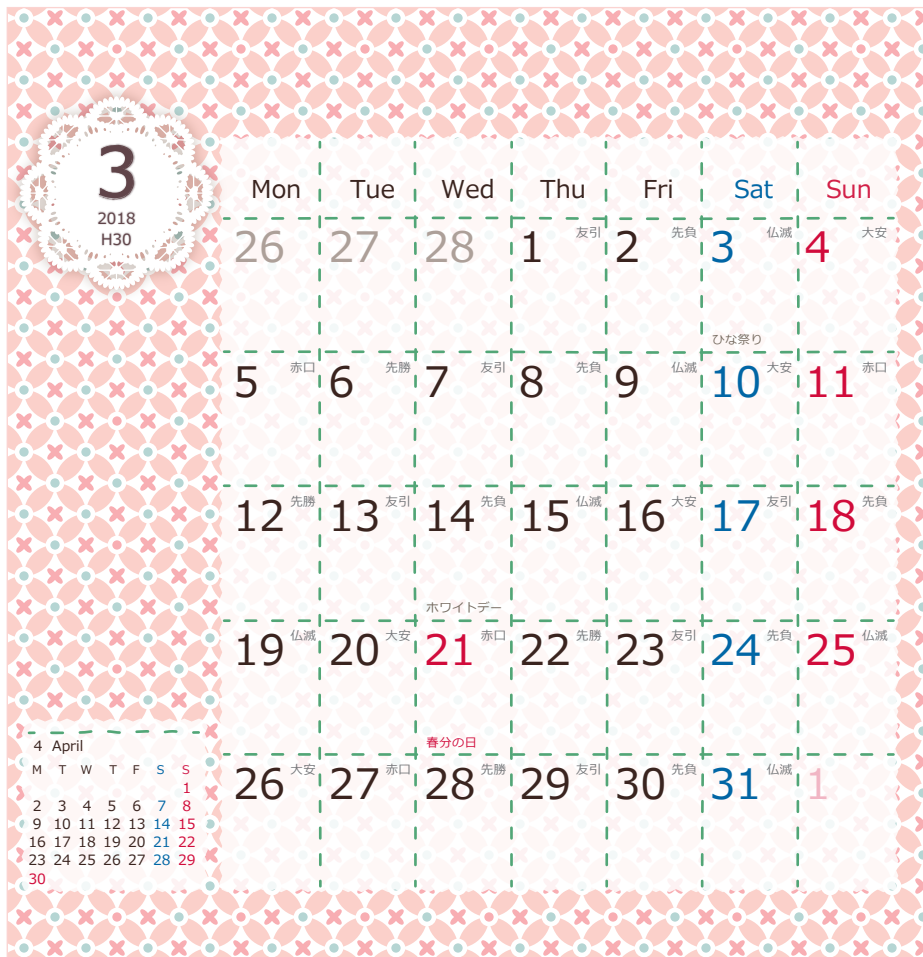 3
2018
H30
Mon Tue Wed Thu Fri Sat Sun
26 27 28 1 友引 2 先負 3 仏滅 4 大安
ひな祭り
5 赤口 6 先勝 7 友引 8 先負 9 仏滅 10 大安 11 赤口
12 先勝 13 友引 14 先負 15 仏滅 16 大安 17 友引 18 先負
ホワイトデー
19 仏滅 20 大安 21 赤口 22 先勝 23 友引 24 先負 25 仏滅
春分の日
26 大安 27 赤口 28 先勝 29 友引 30 先負 31 仏滅 1
4 April
M T W T F S S
1
2 3 4 5 6 7 8
9 10 11 12 13 14 15
16 17 18 19 20 21 22
23 24 25 26 27 28 29
30